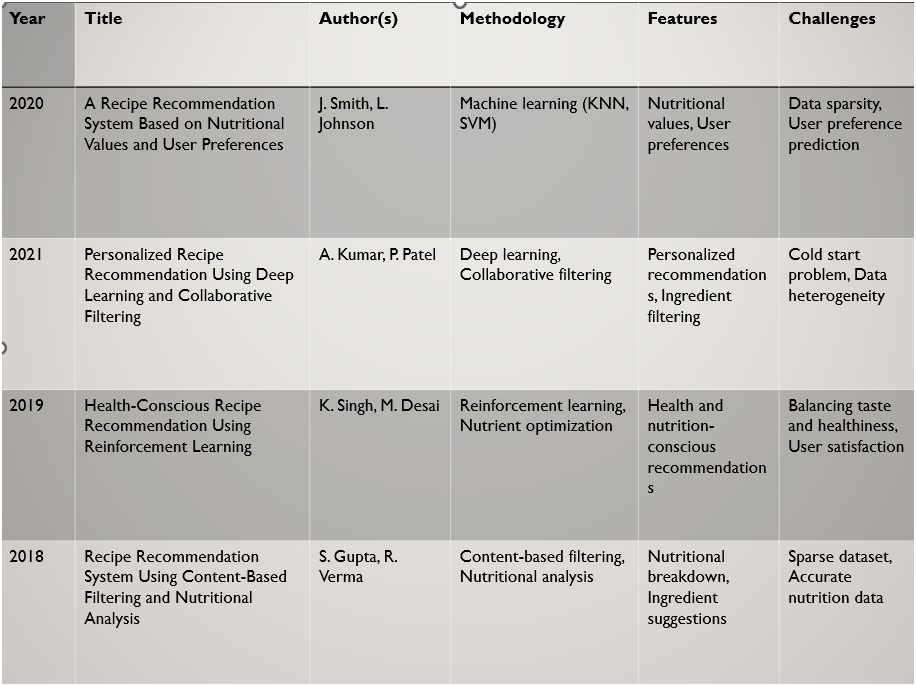 Year Title Author(s) Methodology Features Challenges
2020 A Recipe Recommendation J. Smith, L. Machine learning (KNN, Nutritional Data sparsity,
System Based on Nutritional Johnson SVM) values, User User preference
Values and User Preferences preferences prediction
2021 Personalized Recipe A. Kumar, P. Patel Deep learning, Personalized Cold start
Recommendation Using Deep Collaborative filtering recommendation problem, Data
Learning and Collaborative s, Ingredient heterogeneity
Filtering filtering
2019 Health-Conscious Recipe K. Singh, M. Desai Reinforcement learning, Health and Balancing taste
Recommendation Using Nutrient optimization nutrition- and healthiness,
Reinforcement Learning conscious User satisfaction
recommendation
s
2018 Recipe Recommendation S. Gupta, R. Content-based filtering, Nutritional Sparse dataset,
System Using Content-Based Verma Nutritional analysis breakdown, Accurate
Filtering and Nutritional Ingredient nutrition data
Analysis suggestions